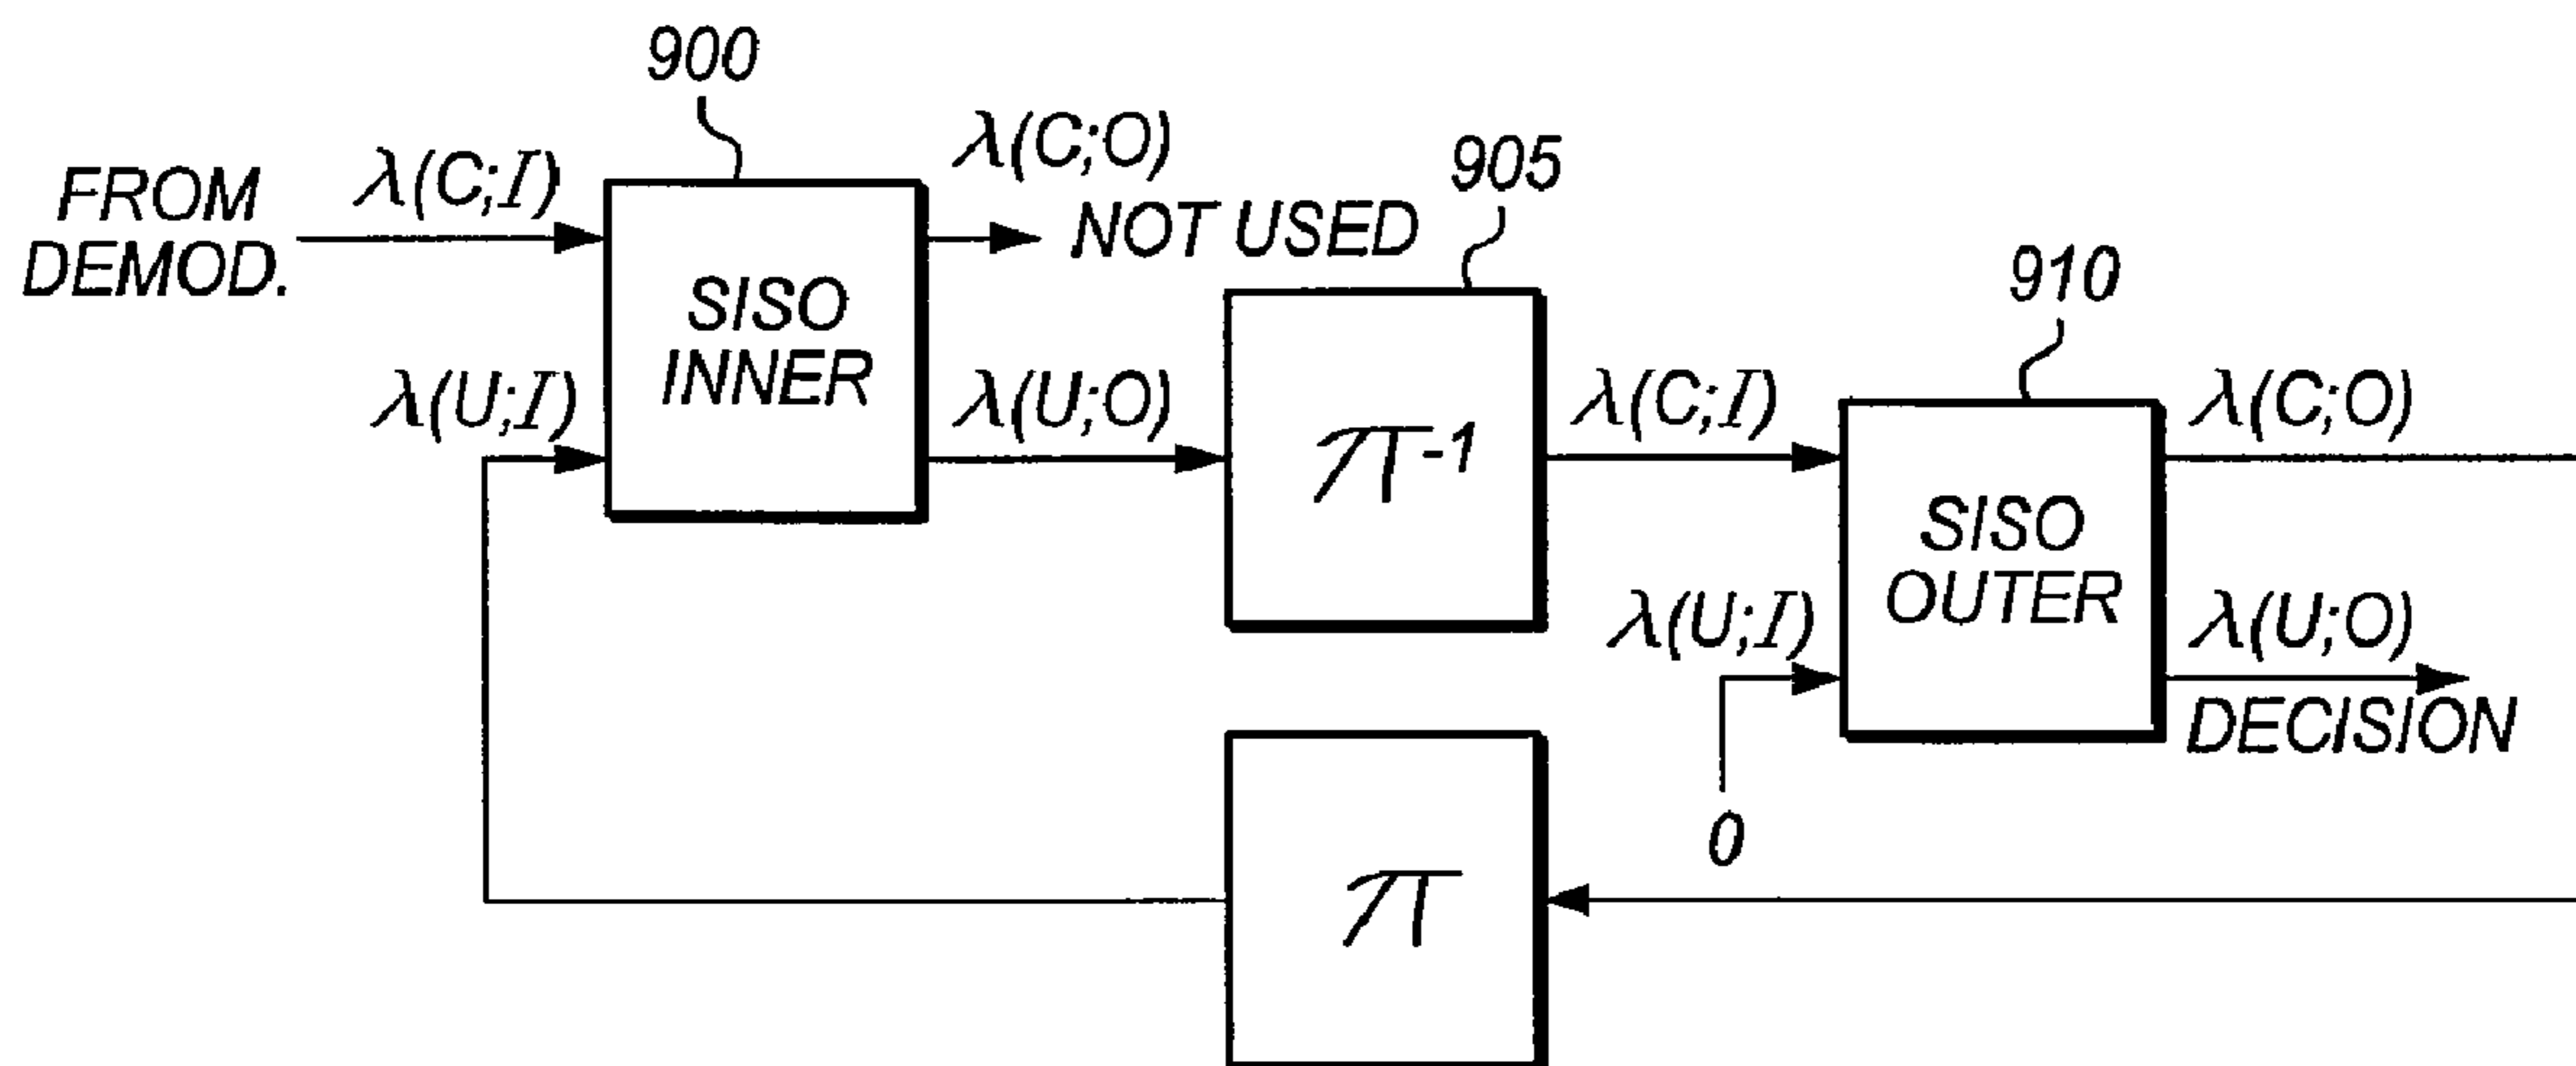 900
λ(C;O)
905
FROM
DEMOD.
λ(C;I)
NOT USED
910
SISO
INNER
λ(U;I)
λ(U;O)
π-1
λ(C;I)
λ(C;O)
SISO
OUTER
λ(U;I)
λ(U;O)
DECISION
0
π